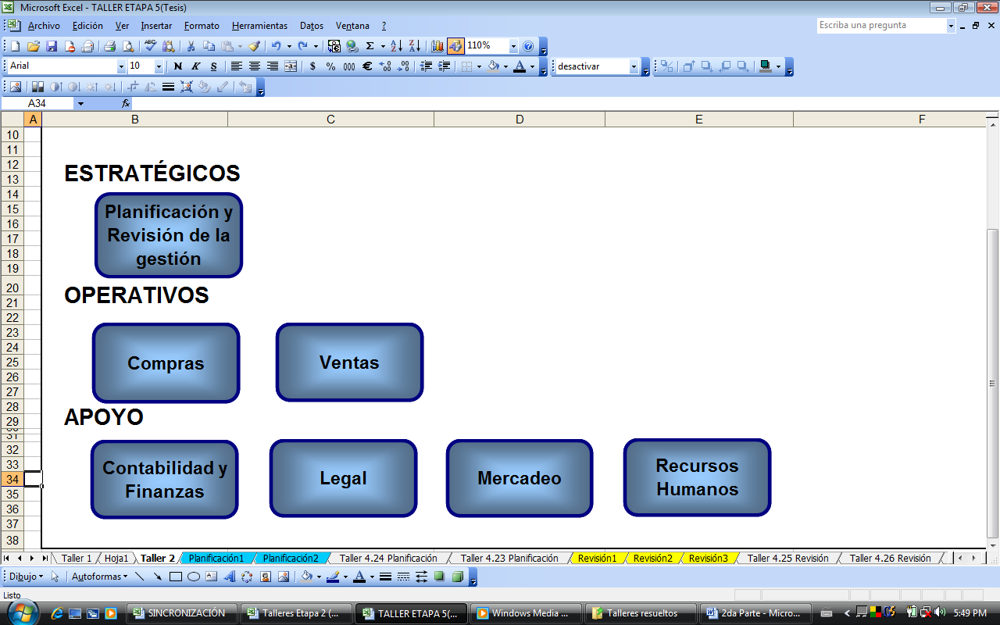 Microsoft Excel - TALLER ETAPA 5(Tesis)
Archivo Edición Ver Insertar Formato Herramientas Datos Ventana ? Escriba una pregunta
110%
Arial 10 N K S $ % 000 € desactivar
A34 fx
A B C D E F
10
11
12
13
14
15
16
17
18
19
20
21
22
23
24
25
26
27
28
29
30
31
32
33
34
35
36
37
38
ESTRATÉGICOS
Planificación y
Revisión de la
gestión
OPERATIVOS
Compras
Ventas
APOYO
Contabilidad y
Finanzas
Legal
Mercadeo
Recursos
Humanos
Taller 1 Hoja1 Taller 2 Planificación1 Planificación2 Taller 4.24 Planificación Taller 4.23 Planificación Revisión1 Revisión2 Revisión3 Taller 4.25 Revisión Taller 4.26 Revisión
Dibujo Autoformas
Listo
SINCRONIZACIÓN Talleres Etapa 2 (... TALLER ETAPA 5(... Windows Media ... Talleres resueltos 2da Parte - Micro... 5:49 PM